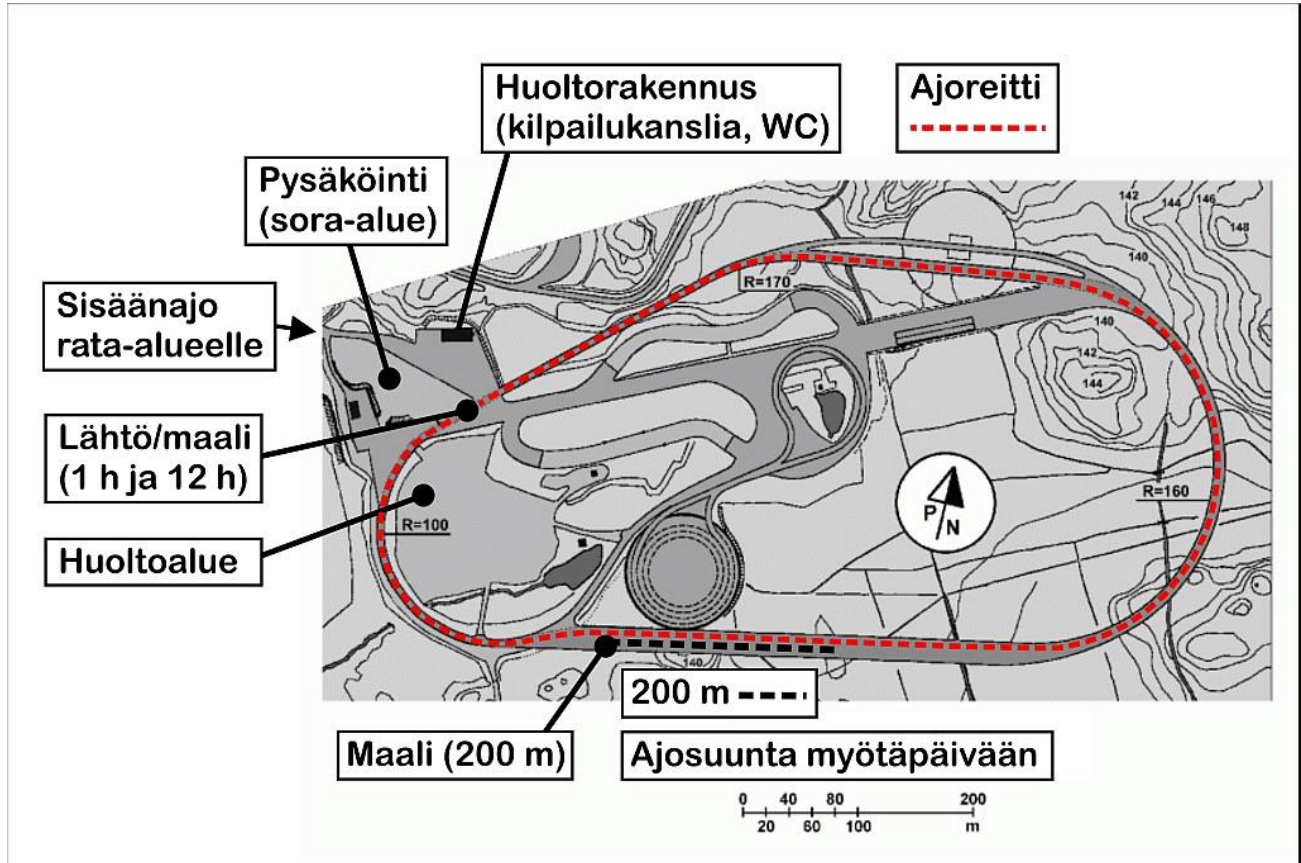 Huoltorakennus
(kilpailukanslia, WC)
Ajoreitti
Pysäköinti
(sora-alue)
Sisäänajo
rata-alueelle
Lähtö/maali
(1 h ja 12 h)
Huoltoalue
142
144
146
148
140
R=170
140
142
144
R=160
R=100
P
N
140
200 m
Maali (200 m)
Ajosuunta myötäpäivään
0 40 80 200
20 60 100 m